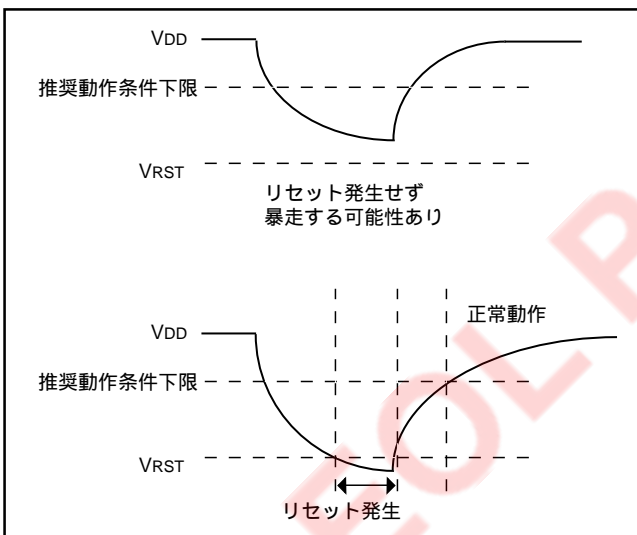 VDD
推奨動作条件下限
VRST
リセット発生せず
暴走する可能性あり
正常動作
VDD
推奨動作条件下限
VRST
リセット発生
EOL P